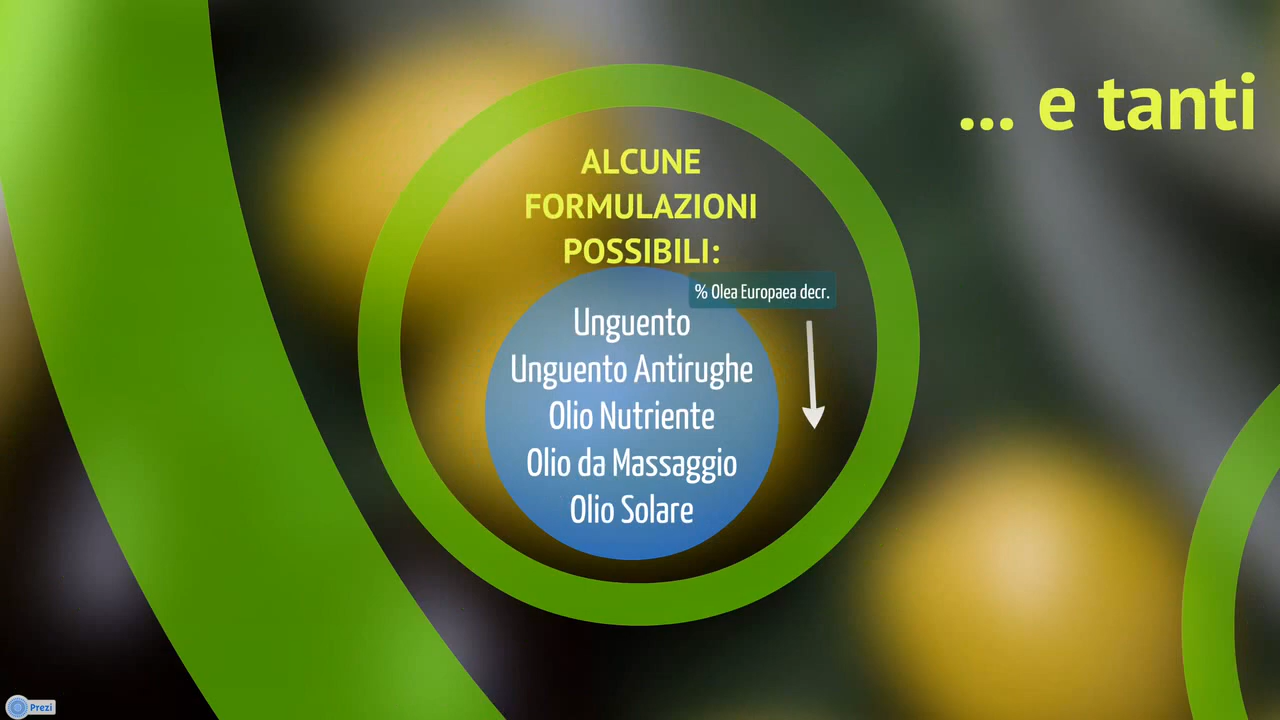 ... e tanti
ALCUNE
FORMULAZIONI
POSSIBILI:
% Olea Europaea decr.
Unguento
Unguento Antirughe
Olio Nutriente
Olio da Massaggio
Olio Solare
Prezi